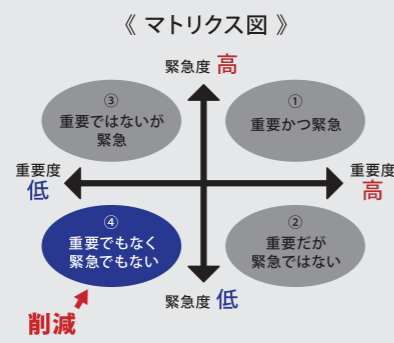 《 マトリクス図 》
緊急度 高
③
重要ではないが
緊急
①
重要かつ緊急
重要度
低
重要度
高
④
重要でもなく
緊急でもない
②
重要だが
緊急ではない
緊急度 低
削減